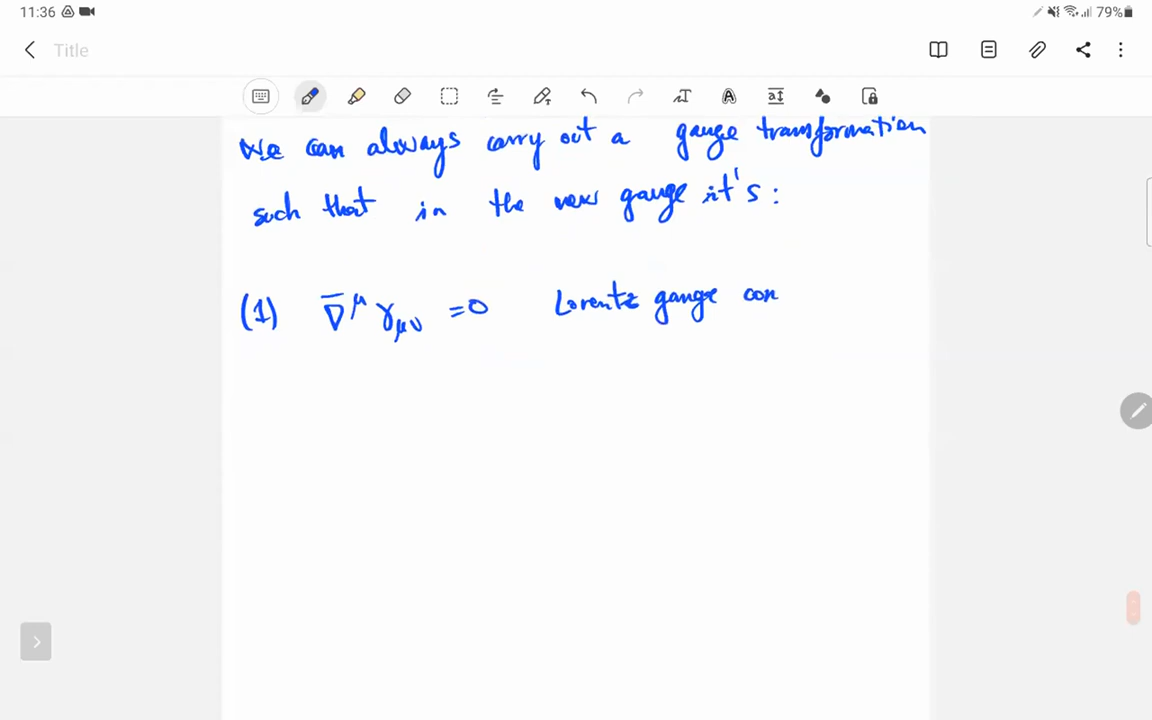 11:36 79%
Title
We can always carry out a gauge transformation
such that in the new gauge it's :
(1) ∇̄^μ γ_μν = 0 Lorentz gauge con